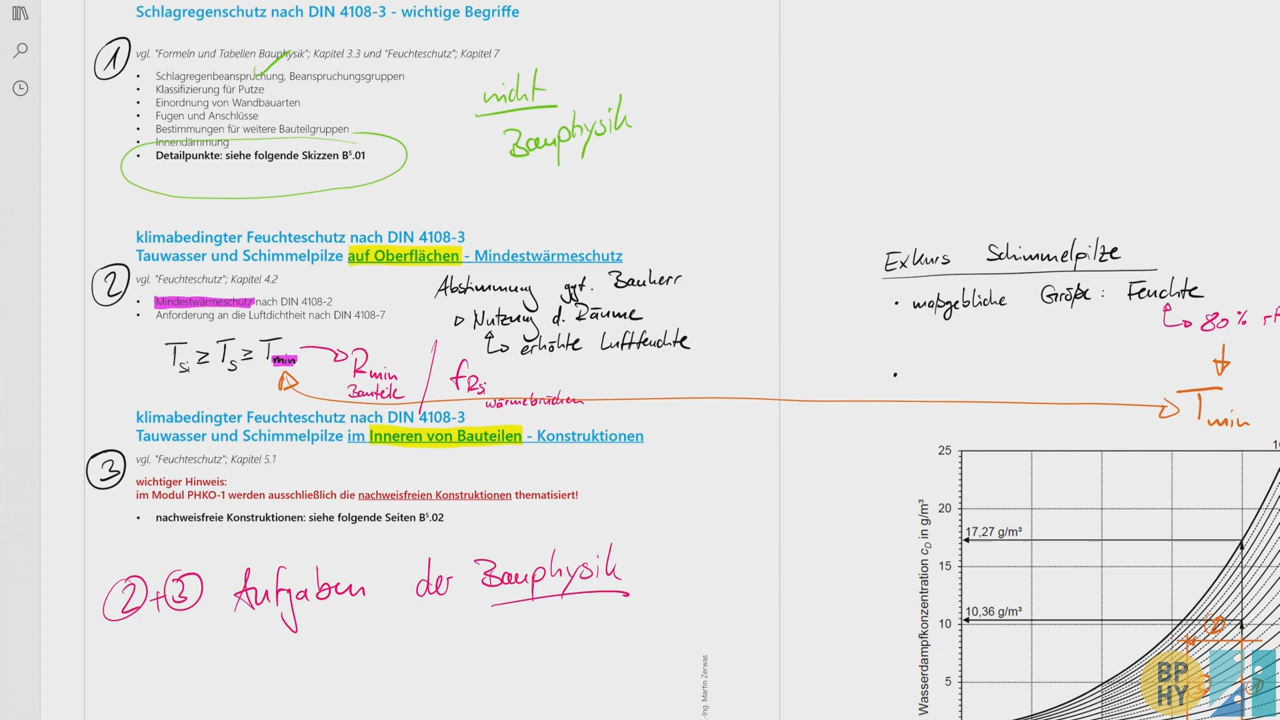 Schlagregenschutz nach DIN 4108-3 - wichtige Begriffe
1
vgl. "Formeln und Tabellen Bauphysik"; Kapitel 3.3 und "Feuchteschutz"; Kapitel 7
• Schlagregenbeanspruchung, Beanspruchungsgruppen
• Klassifizierung für Putze
• Einordnung von Wandbauarten
• Fugen und Anschlüsse
• Bestimmungen für weitere Bauteilgruppen
• Innendämmung
• Detailpunkte: siehe folgende Skizzen Bˢ.01
nicht
Bauphysik
klimabedingter Feuchteschutz nach DIN 4108-3
Tauwasser und Schimmelpilze auf Oberflächen - Mindestwärmeschutz
2
vgl. "Feuchteschutz"; Kapitel 4.2
• Mindestwärmeschutz nach DIN 4108-2
• Anforderung an die Luftdichtheit nach DIN 4108-7
Abstimmung ggf. Bauherr
Nutzung d. Räume
↳ erhöhte Luftfeuchte
Tsi ≥ Ts ≥ Tmin
Rmin
Bauteile
fRsi
Wärmebrücken
klimabedingter Feuchteschutz nach DIN 4108-3
Tauwasser und Schimmelpilze im Inneren von Bauteilen - Konstruktionen
3
vgl. "Feuchteschutz"; Kapitel 5.1
wichtiger Hinweis:
im Modul PHKO-1 werden ausschließlich die nachweisfreien Konstruktionen thematisiert!
• nachweisfreie Konstruktionen: siehe folgende Seiten Bˢ.02
2+3 Aufgaben der Bauphysik
-Ing. Martin Zerwas
Exkurs Schimmelpilze
• maßgebliche Größe: Feuchte
↳ 80% rF
•
Tmin
Wasserdampfkonzentration cD in g/m³
25
20
17,27 g/m³
15
10,36 g/m³
10
5
10
(2)
BP
HY